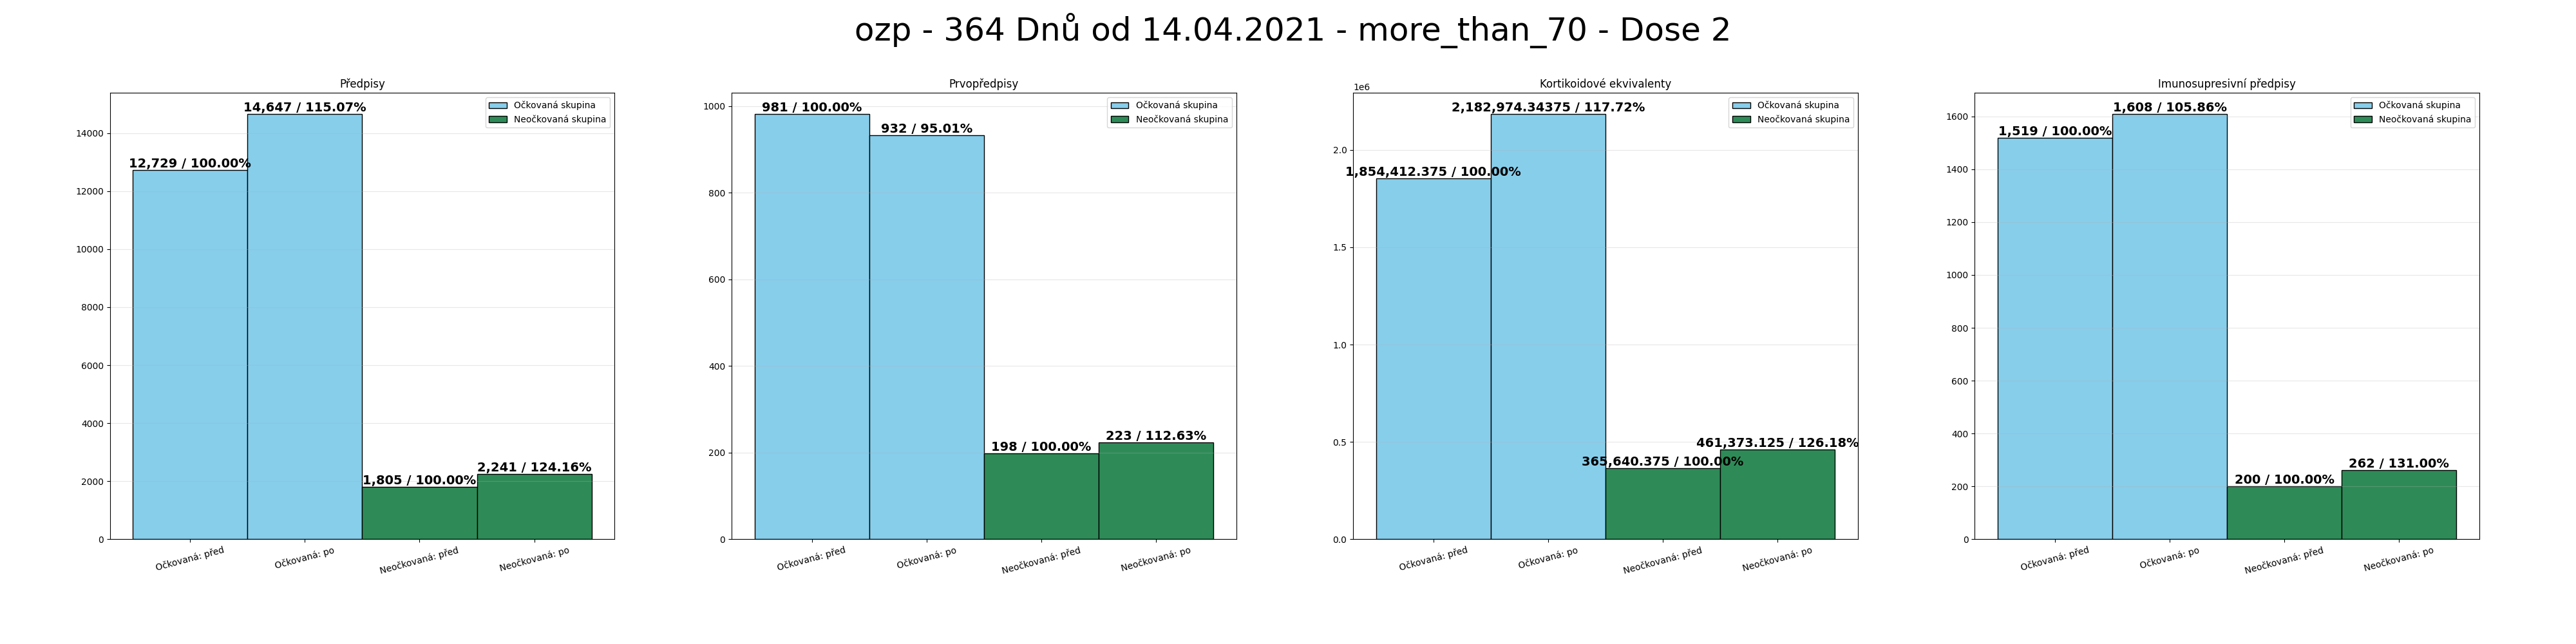 ozp - 364 Dnů od 14.04.2021 - more_than_70 - Dose 2
Předpisy
14,647 / 115.07%
12,729 / 100.00%
1,805 / 100.00%
2,241 / 124.16%
Očkovaná skupina
Neočkovaná skupina
14000
12000
10000
8000
6000
4000
2000
0
Očkovaná: před
Očkovaná: po
Neočkovaná: před
Neočkovaná: po
Prvopředpisy
981 / 100.00%
932 / 95.01%
198 / 100.00%
223 / 112.63%
Očkovaná skupina
Neočkovaná skupina
1000
800
600
400
200
0
Očkovaná: před
Očkovaná: po
Neočkovaná: před
Neočkovaná: po
Kortikoidové ekvivalenty
1e6
2,182,974.34375 / 117.72%
1,854,412.375 / 100.00%
365,640.375 / 100.00%
461,373.125 / 126.18%
Očkovaná skupina
Neočkovaná skupina
2.0
1.5
1.0
0.5
0.0
Očkovaná: před
Očkovaná: po
Neočkovaná: před
Neočkovaná: po
Imunosupresivní předpisy
1,608 / 105.86%
1,519 / 100.00%
200 / 100.00%
262 / 131.00%
Očkovaná skupina
Neočkovaná skupina
1600
1400
1200
1000
800
600
400
200
0
Očkovaná: před
Očkovaná: po
Neočkovaná: před
Neočkovaná: po